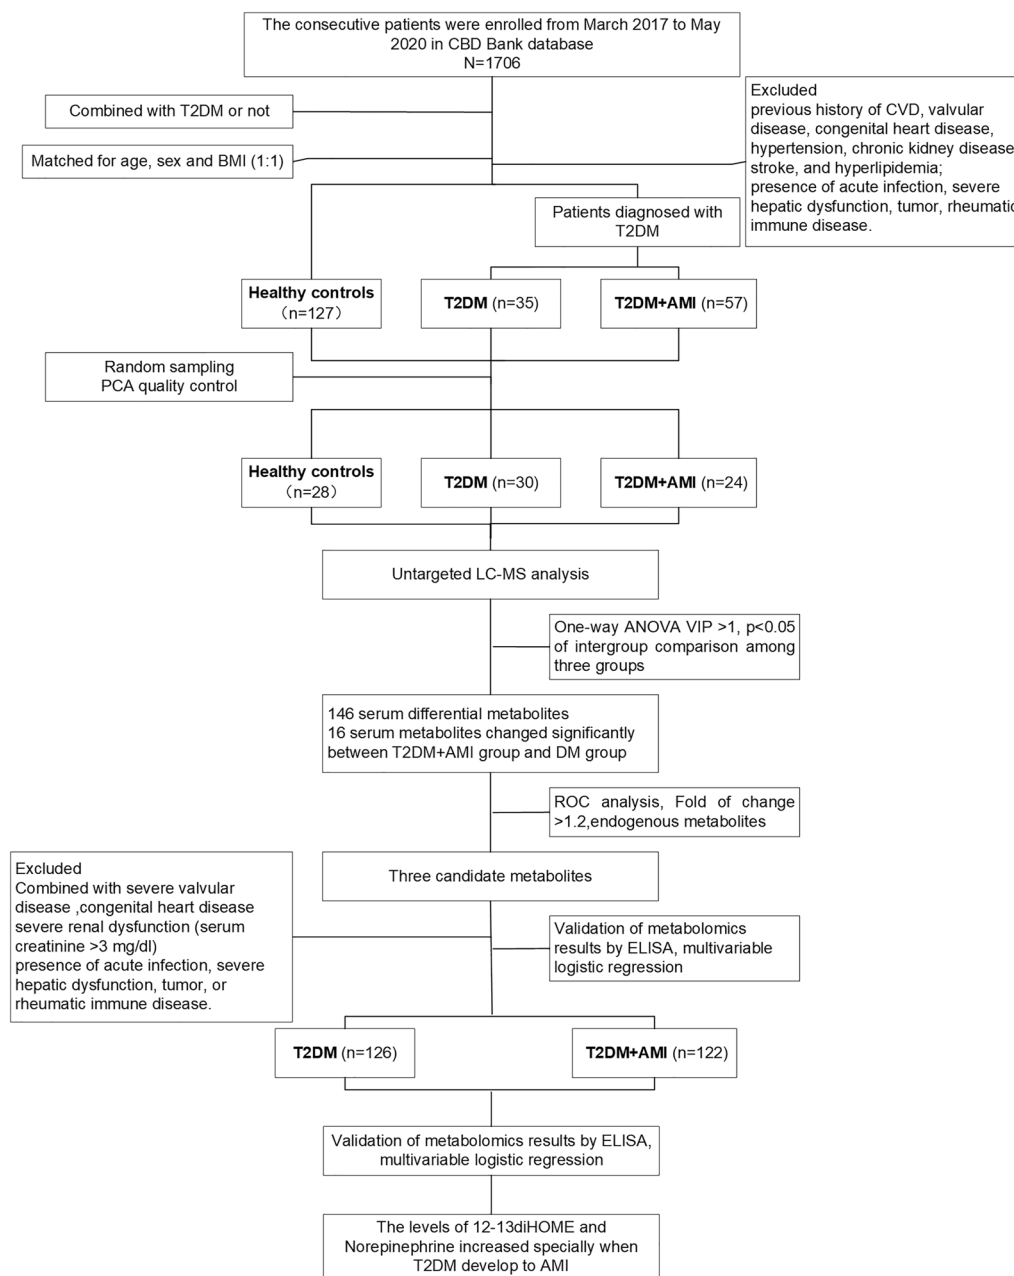 The consecutive patients were enrolled from March 2017 to May
2020 in CBD Bank database
N=1706
Combined with T2DM or not
Matched for age, sex and BMI (1:1)
Excluded
previous history of CVD, valvular
disease, congenital heart disease,
hypertension, chronic kidney disease
stroke, and hyperlipidemia;
presence of acute infection, severe
hepatic dysfunction, tumor, rheumatic
immune disease.
Patients diagnosed with
T2DM
Healthy controls
（n=127）
T2DM (n=35)
T2DM+AMI (n=57)
Random sampling
PCA quality control
Healthy controls
（n=28）
T2DM (n=30)
T2DM+AMI (n=24)
Untargeted LC-MS analysis
One-way ANOVA VIP >1, p<0.05
of intergroup comparison among
three groups
146 serum differential metabolites
16 serum metabolites changed significantly
between T2DM+AMI group and DM group
ROC analysis, Fold of change
>1.2,endogenous metabolites
Three candidate metabolites
Excluded
Combined with severe valvular
disease ,congenital heart disease
severe renal dysfunction (serum
creatinine >3 mg/dl)
presence of acute infection, severe
hepatic dysfunction, tumor, or
rheumatic immune disease.
Validation of metabolomics
results by ELISA, multivariable
logistic regression
T2DM (n=126)
T2DM+AMI (n=122)
Validation of metabolomics results by ELISA,
multivariable logistic regression
The levels of 12-13diHOME and
Norepinephrine increased specially when
T2DM develop to AMI